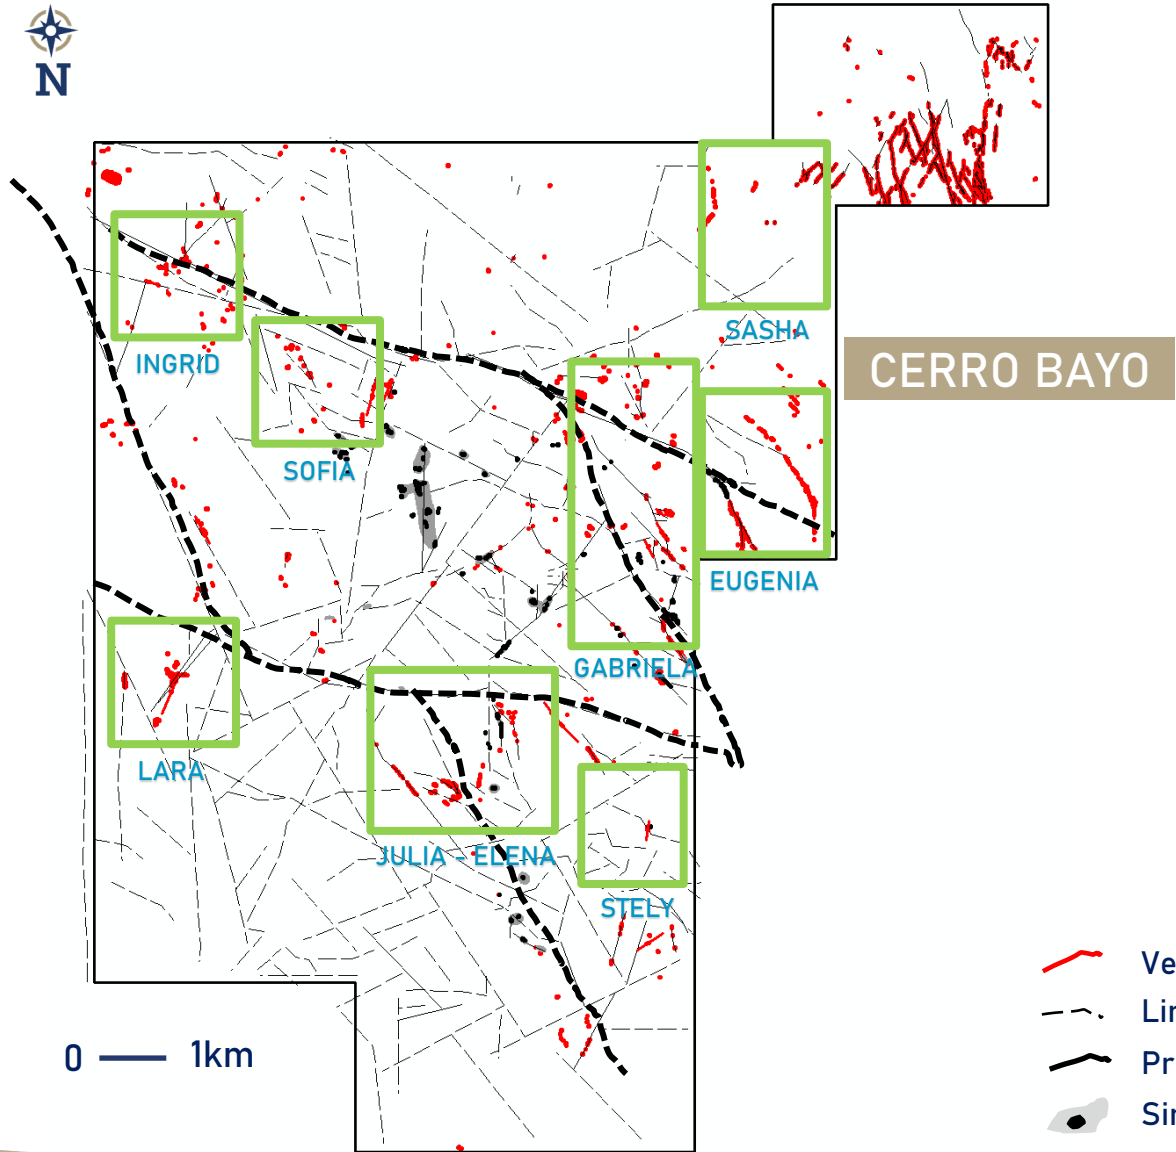 N
SASHA
INGRID
CERRO BAYO
SOFIA
EUGENIA
GABRIELA
LARA
JULIA - ELENA
STELY
0 1km